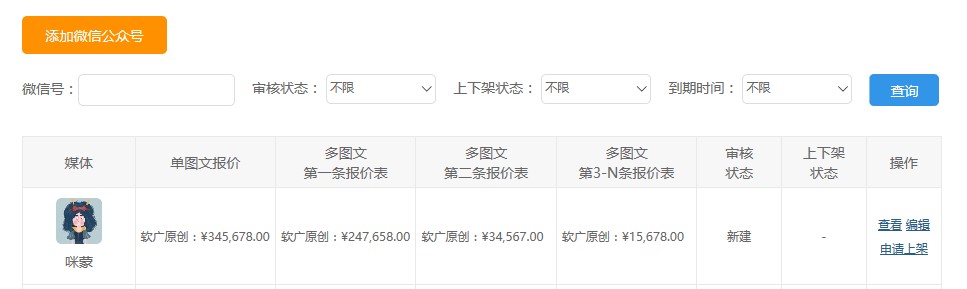 添加微信公众号
微信号： 审核状态： 不限 上下架状态： 不限 到期时间： 不限 查询
媒体 单图文报价 多图文 第一条报价表 多图文 第二条报价表 多图文 第3-N条报价表 审核 状态 上下架 状态 操作
软广原创：¥345,678.00 软广原创：¥247,658.00 软广原创：¥34,567.00 软广原创：¥15,678.00 新建 - 查看 编辑
申请上架
咪蒙